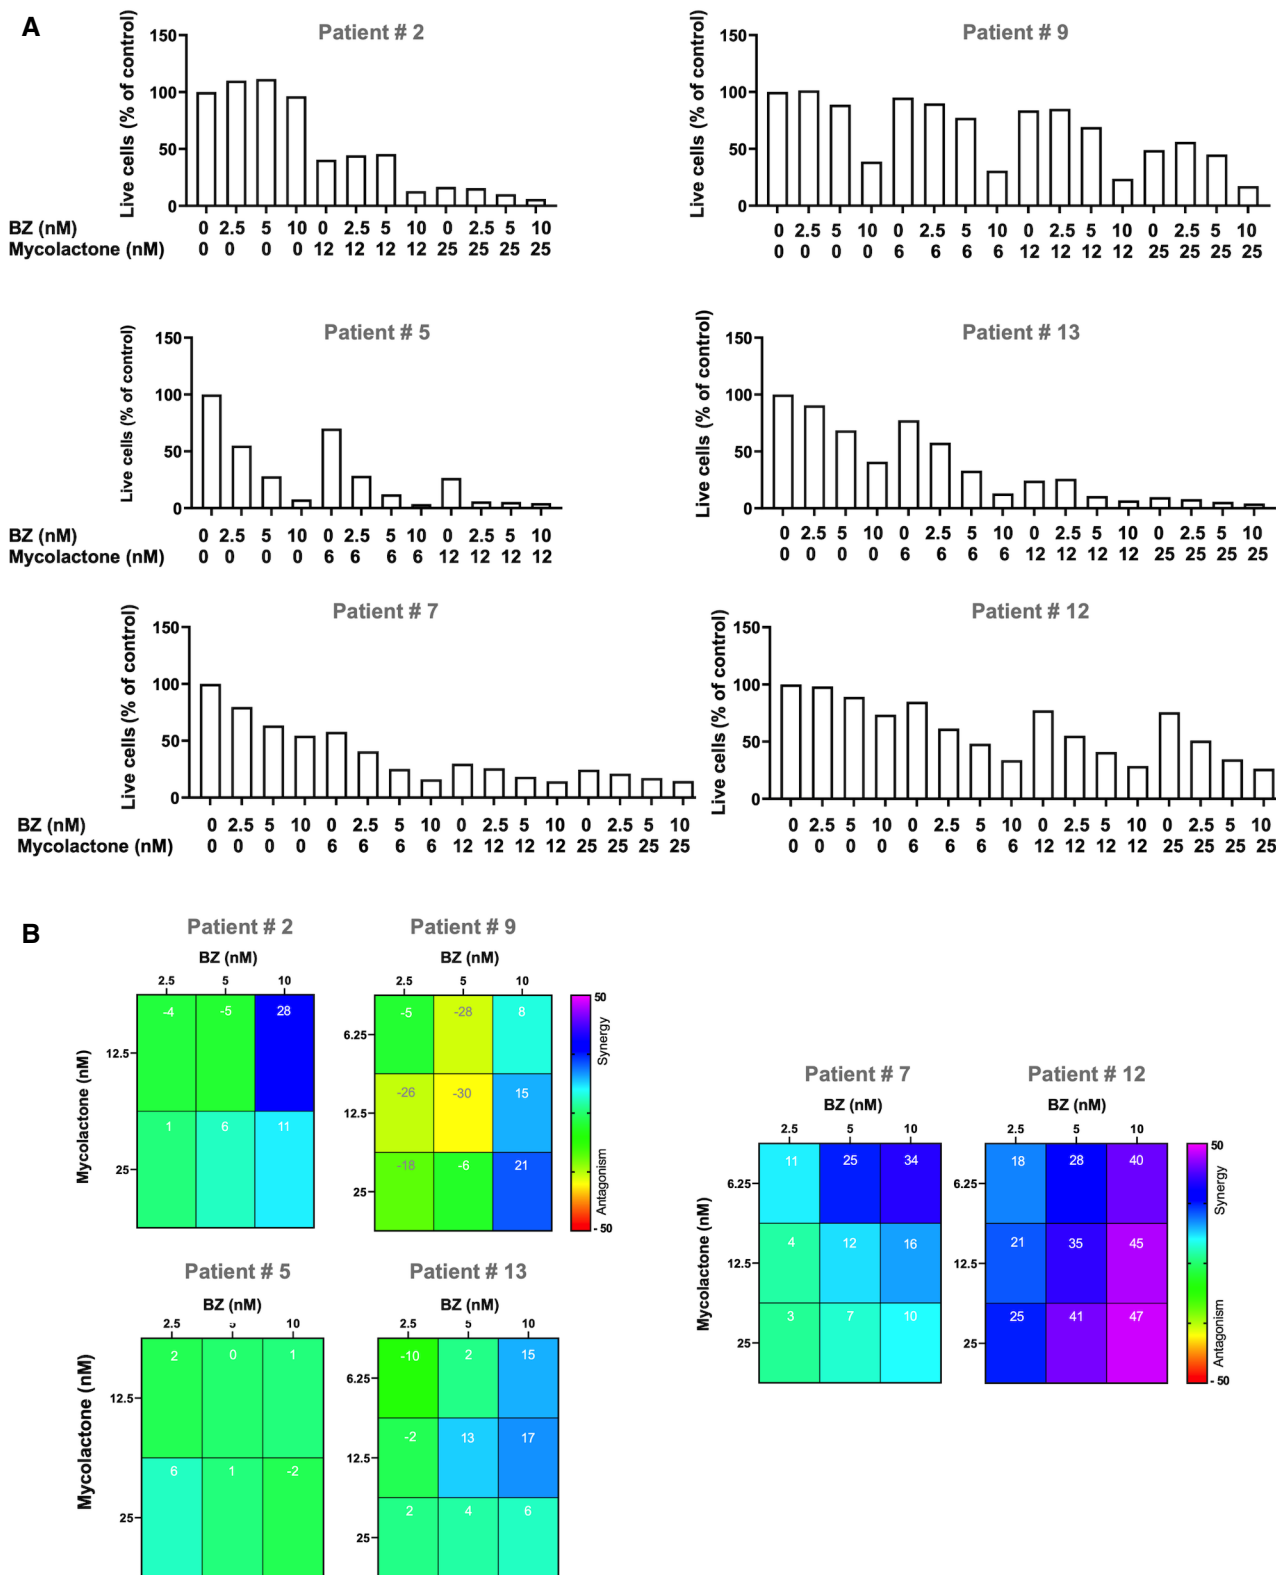 A
Patient # 2
Live cells (% of control)
150
100
50
0
BZ (nM) 0 2.5 5 10 0 2.5 5 10 0 2.5 5 10
Mycolactone (nM) 0 0 0 0 12 12 12 12 25 25 25 25
Patient # 9
Live cells (% of control)
150
100
50
0
0 2.5 5 10 0 2.5 5 10 0 2.5 5 10 0 2.5 5 10
0 0 0 0 6 6 6 6 12 12 12 12 25 25 25 25
Patient # 5
Live cells (% of control)
150
100
50
0
BZ (nM) 0 2.5 5 10 0 2.5 5 10 0 2.5 5 10
Mycolactone (nM) 0 0 0 0 6 6 6 6 12 12 12 12
Patient # 13
Live cells (% of control)
150
100
50
0
0 2.5 5 10 0 2.5 5 10 0 2.5 5 10 0 2.5 5 10
0 0 0 0 6 6 6 6 12 12 12 12 25 25 25 25
Patient # 7
Live cells (% of control)
150
100
50
0
BZ (nM) 0 2.5 5 10 0 2.5 5 10 0 2.5 5 10 0 2.5 5 10
Mycolactone (nM) 0 0 0 0 6 6 6 6 12 12 12 12 25 25 25 25
Patient # 12
Live cells (% of control)
150
100
50
0
0 2.5 5 10 0 2.5 5 10 0 2.5 5 10 0 2.5 5 10
0 0 0 0 6 6 6 6 12 12 12 12 25 25 25 25
B
Patient # 2
BZ (nM)
2.5 5 10
Mycolactone (nM)
12.5 -4 -5 28
25 1 6 11
Patient # 9
BZ (nM)
2.5 5 10
6.25 -5 -28 8
12.5 -26 -30 15
25 -18 -6 21
50
Synergy
Antagonism
- 50
Patient # 5
BZ (nM)
2.5 10
Mycolactone (nM)
12.5 2 0 1
25 6 1 -2
Patient # 13
BZ (nM)
2.5 5 10
6.25 -10 2 15
12.5 -2 13 17
25 2 4 6
Patient # 7
BZ (nM)
2.5 5 10
Mycolactone (nM)
6.25 11 25 34
12.5 4 12 16
25 3 7 10
Patient # 12
BZ (nM)
2.5 5 10
6.25 18 28 40
12.5 21 35 45
25 25 41 47
50
Synergy
Antagonism
- 50